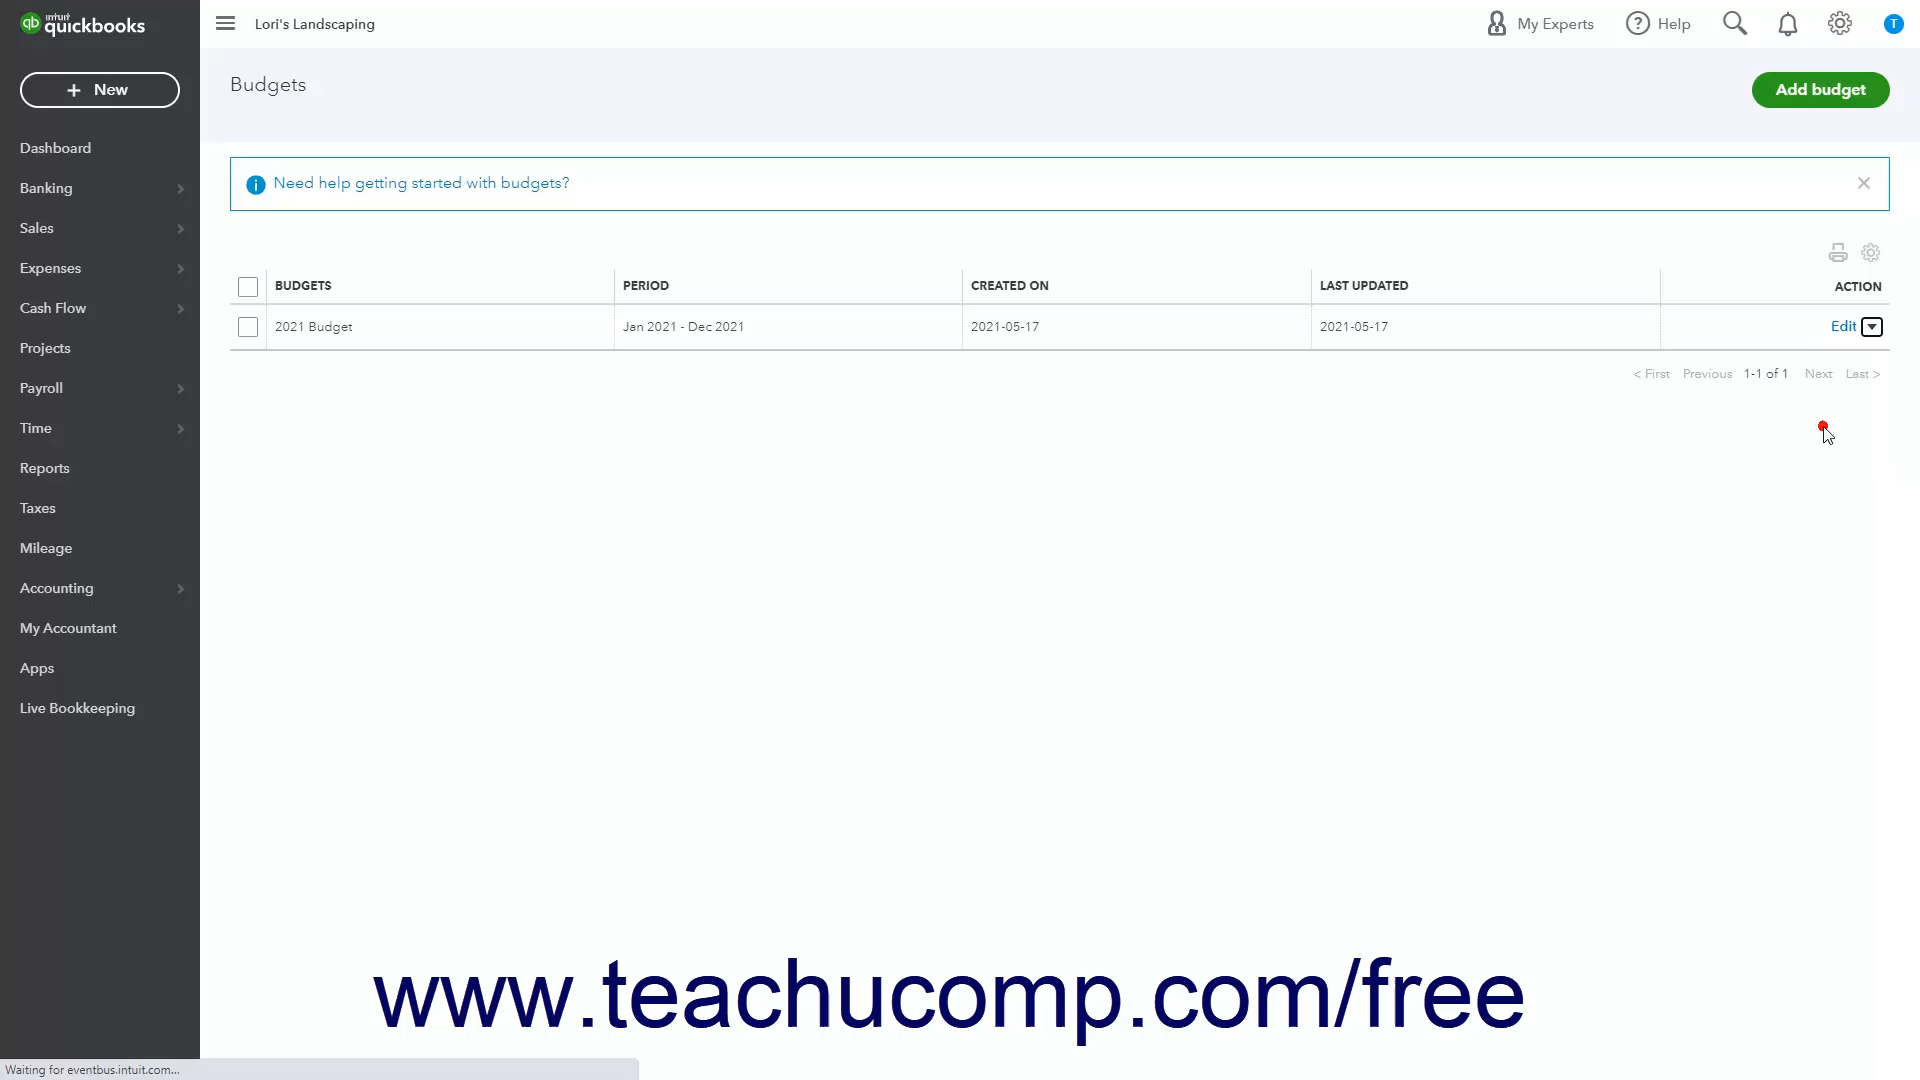 intuit
qb quickbooks
Lori's Landscaping
My Experts
? Help
T
+ New
Budgets
Add budget
Dashboard
Banking
Sales
Expenses
Cash Flow
Projects
Payroll
Time
Reports
Taxes
Mileage
Accounting
My Accountant
Apps
Live Bookkeeping
i Need help getting started with budgets?
BUDGETS PERIOD CREATED ON LAST UPDATED ACTION
2021 Budget Jan 2021 - Dec 2021 2021-05-17 2021-05-17 Edit
< First Previous 1-1 of 1 Next Last >
www.teachucomp.com/free
Waiting for eventbus.intuit.com...